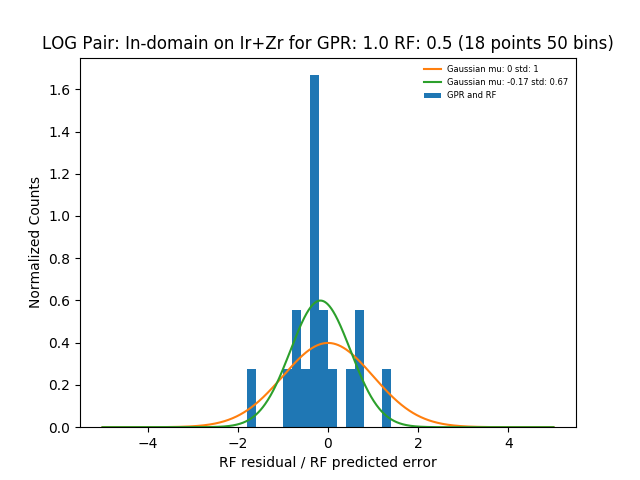 LOG Pair: In-domain on Ir+Zr for GPR: 1.0 RF: 0.5 (18 points 50 bins)
Gaussian mu: 0 std: 1
Gaussian mu: -0.17 std: 0.67
GPR and RF
Normalized Counts
1.6
1.4
1.2
1.0
0.8
0.6
0.4
0.2
0.0
−4 −2 0 2 4
RF residual / RF predicted error